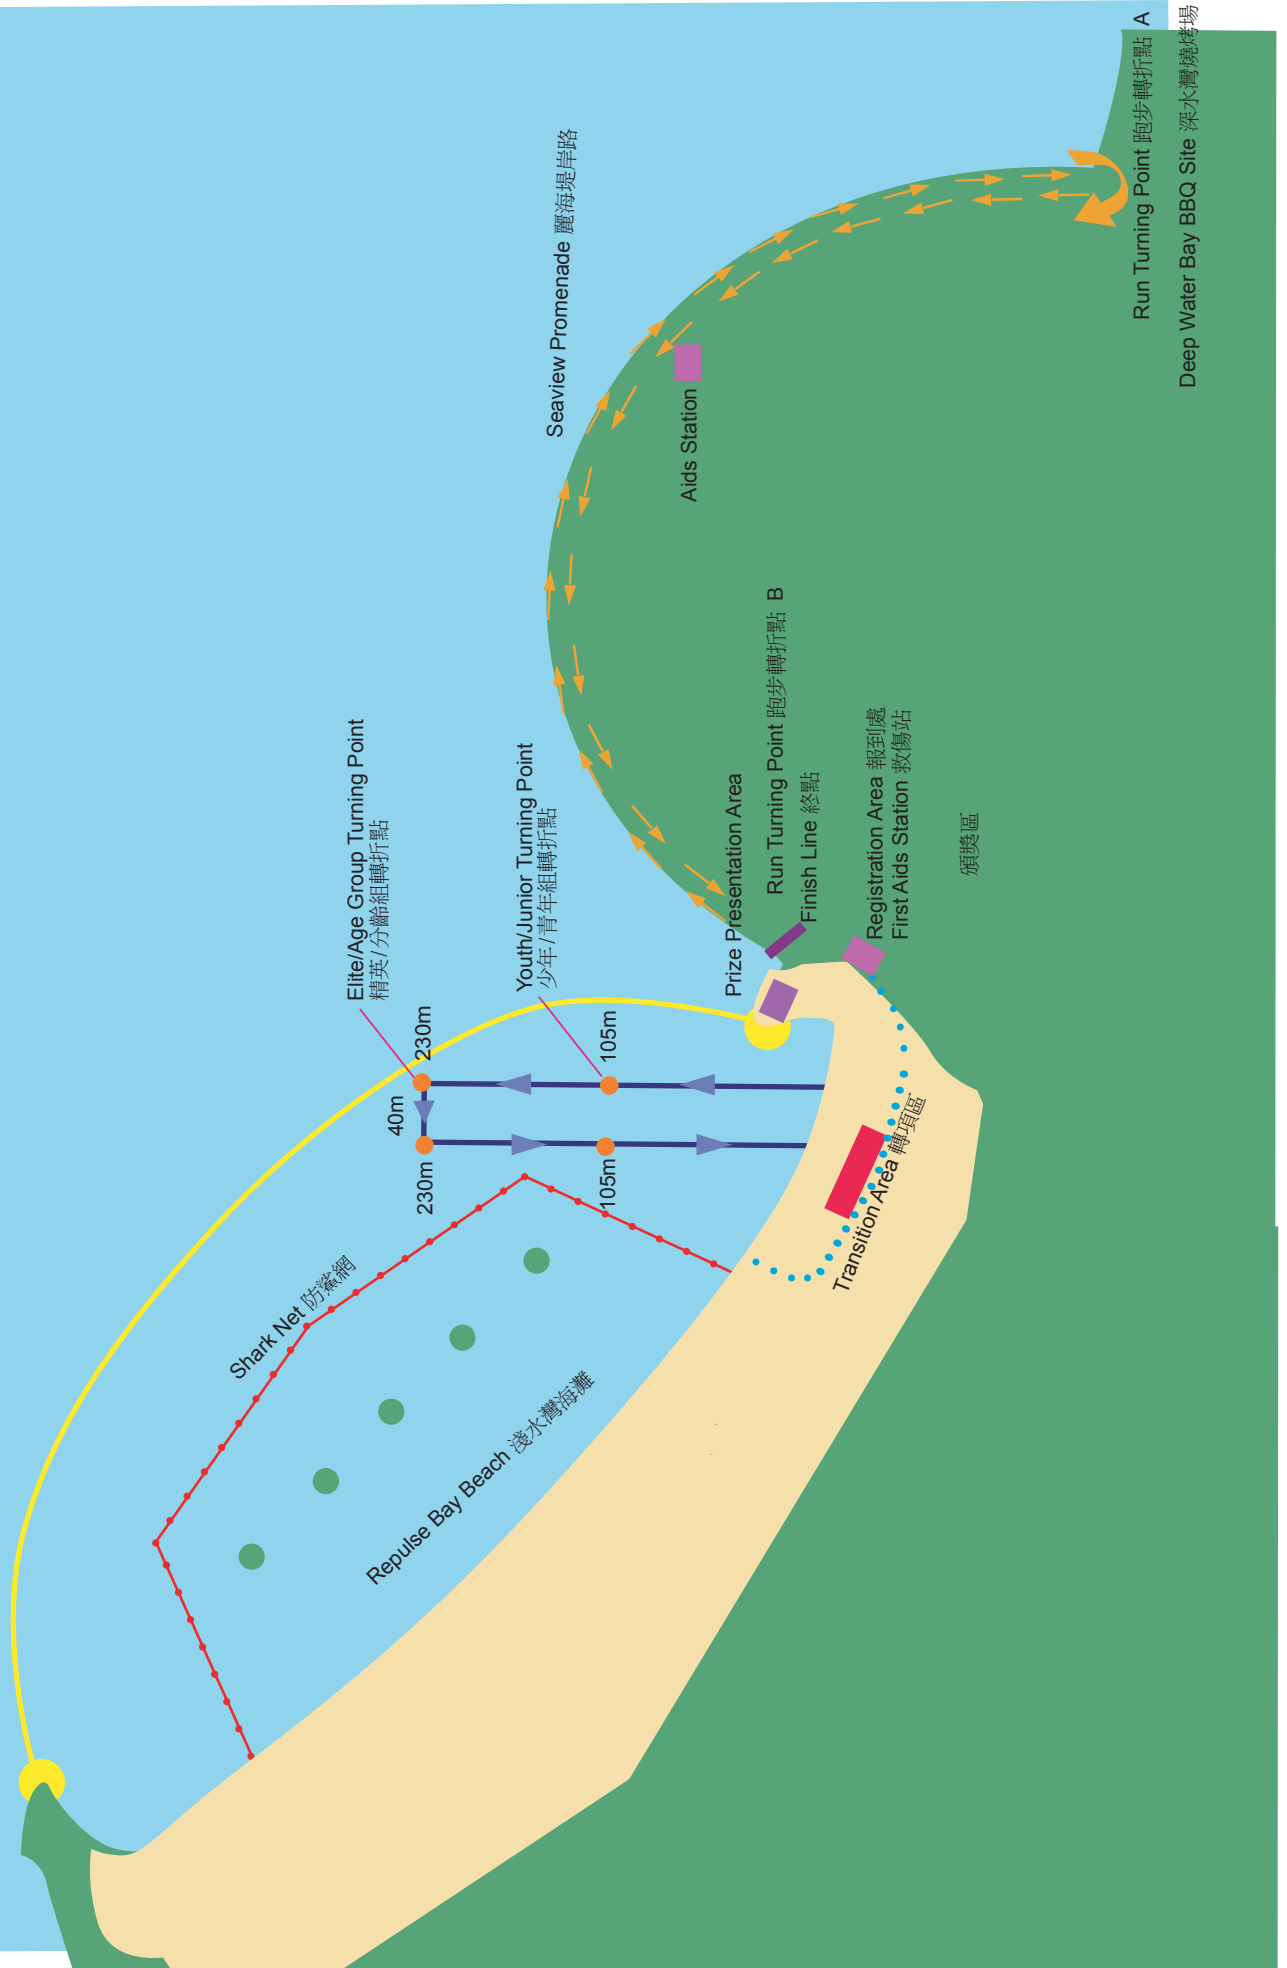 Elite/Age Group Turning Point
精英/分齡組轉折點
230m
40m
230m
Youth/Junior Turning Point
少年/青年組轉折點
105m
105m
Seaview Promenade 麗海堤岸路
Aids Station
Run Turning Point 跑步轉折點 A
Deep Water Bay BBQ Site 深水灣燒烤場
Prize Presentation Area
Run Turning Point 跑步轉折點 B
Finish Line 終點
Registration Area 報到處
First Aids Station 救傷站
頒獎區
Transition Area 轉項區
Shark Net 防鯊網
Repulse Bay Beach 淺水灣海灘